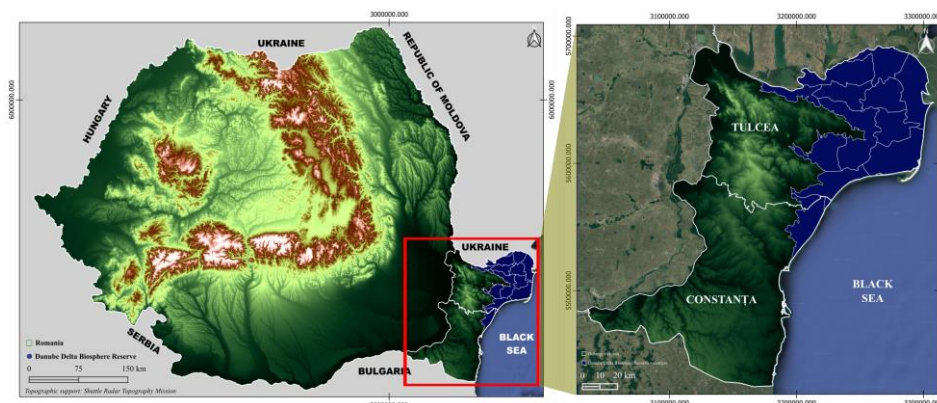 3000000.000
UKRAINE
REPUBLIC OF MOLDOVA
6000000.000
6000000.000
HUNGARY
UKRAINE
BLACK
SEA
SERBIA
BULGARIA
Romania
Danube Delta Biosphere Reserve
0 75 150 km
Topographic support: Shuttle Radar Topography Mission
3100000.000
3200000.000
3300000.000
5700000.000
5600000.000
5500000.000
TULCEA
CONSTANȚA
BLACK
SEA
0 10 20 km
3100000.000
3200000.000